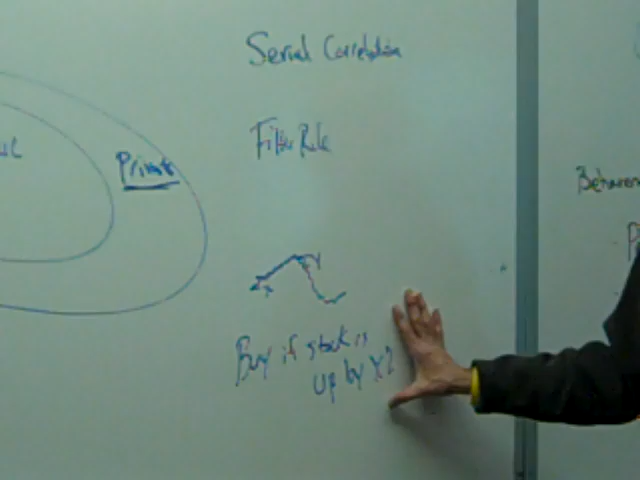 Serial Correlation
Filter Rule
Private
Buy if stock is
up by X?